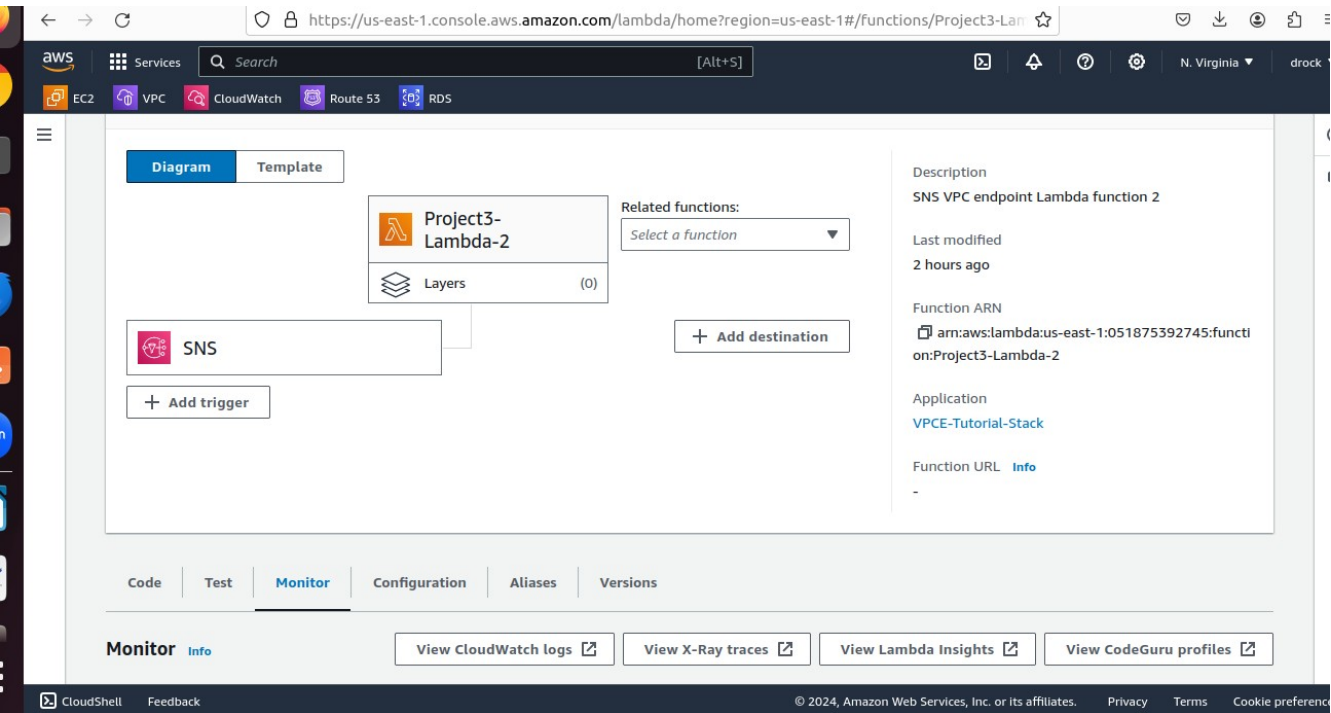 https://us-east-1.console.aws.amazon.com/lambda/home?region=us-east-1#/functions/Project3-Lam
aws
Services
Search
[Alt+S]
N. Virginia
drock
EC2
VPC
CloudWatch
Route 53
RDS
Diagram
Template
Project3-
Lambda-2
Layers
(0)
Related functions:
Select a function
SNS
+ Add trigger
+ Add destination
Description
SNS VPC endpoint Lambda function 2
Last modified
2 hours ago
Function ARN
arn:aws:lambda:us-east-1:051875392745:functi
on:Project3-Lambda-2
Application
VPCE-Tutorial-Stack
Function URL Info
-
Code
Test
Monitor
Configuration
Aliases
Versions
Monitor Info
View CloudWatch logs
View X-Ray traces
View Lambda Insights
View CodeGuru profiles
CloudShell
Feedback
© 2024, Amazon Web Services, Inc. or its affiliates.
Privacy
Terms
Cookie preference